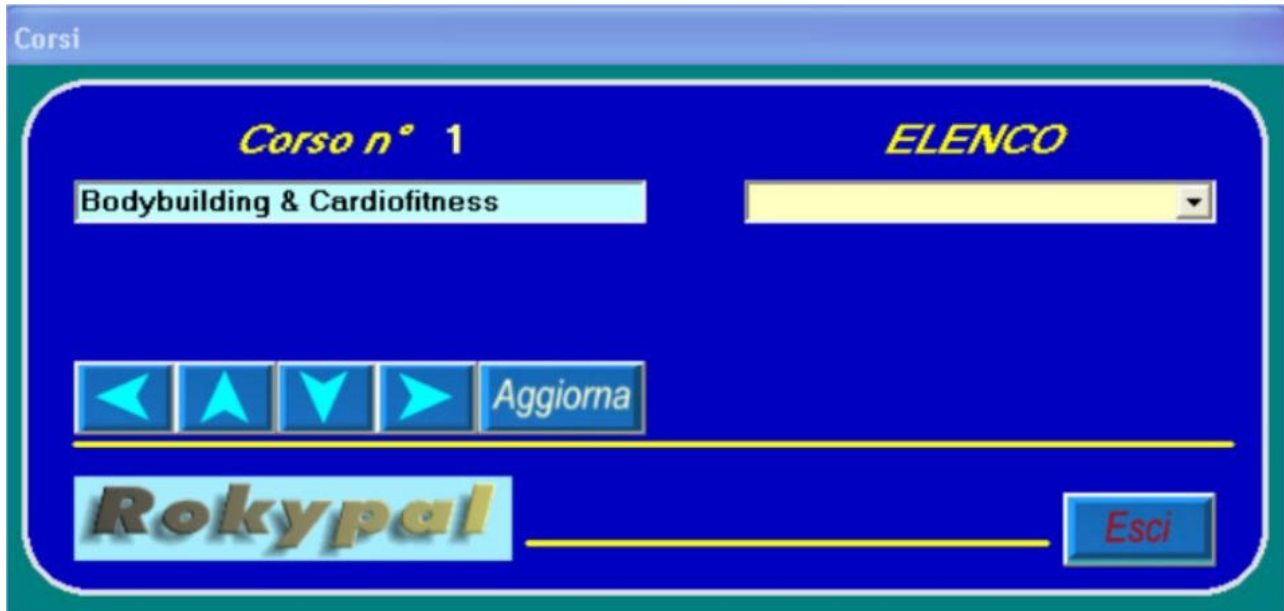 Corsi
Corso n° 1
ELENCO
Bodybuilding & Cardiofitness
Aggiorna
Rokypal
Esci